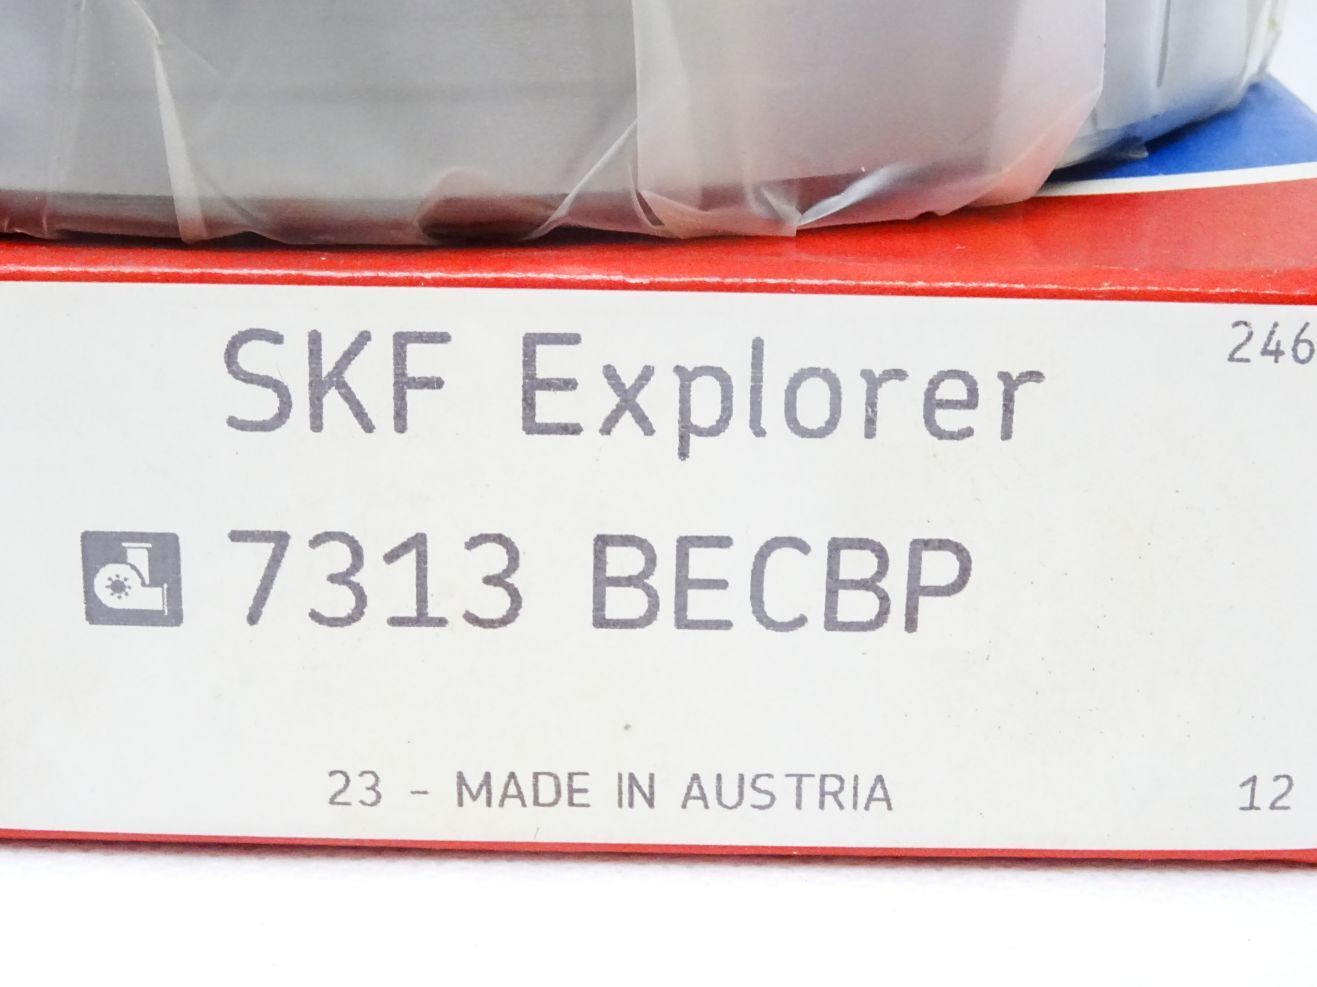 SKF Explorer
246
7313 BECBP
23 - MADE IN AUSTRIA
12